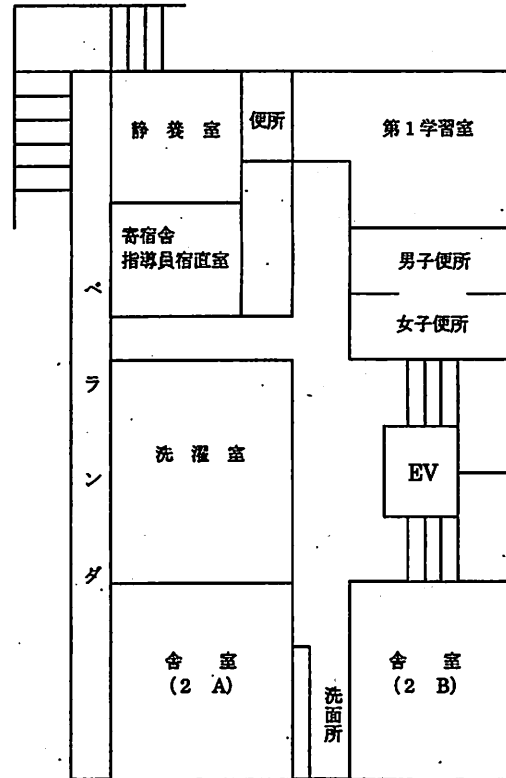 静 養 室
便所
第1学習室
寄宿舎
指導員宿直室
男子便所
女子便所
ベランダ
洗 濯 室
EV
舎 室
(2 A)
洗面所
舎 室
(2 B)